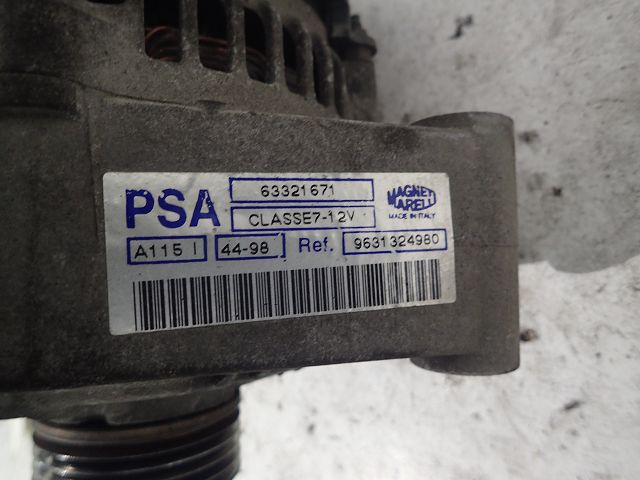 PSA
63321671
CLASSE7-12V
MAGNETI
MARELLI
MADE IN ITALY
A115 I 44-98 Ref. 9631324980